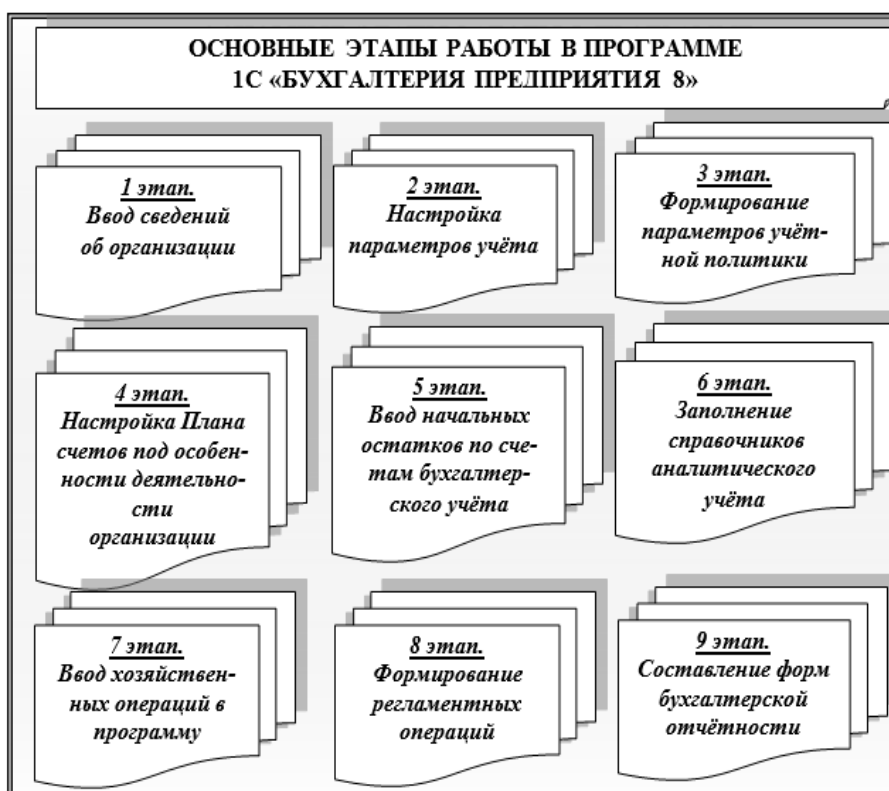 ОСНОВНЫЕ ЭТАПЫ РАБОТЫ В ПРОГРАММЕ
1С «БУХГАЛТЕРИЯ ПРЕДПРИЯТИЯ 8»
1 этап.
Ввод сведений
об организации
2 этап.
Настройка
параметров учёта
3 этап.
Формирование
параметров учёт-
ной политики
4 этап.
Настройка Плана
счетов под особен-
ности деятельно-
сти
организации
5 этап.
Ввод начальных
остатков по сче-
там бухгалтер-
ского учёта
6 этап.
Заполнение
справочников
аналитического
учёта
7 этап.
Ввод хозяйствен-
ных операций в
программу
8 этап.
Формирование
регламентных
операций
9 этап.
Составление форм
бухгалтерской
отчётности